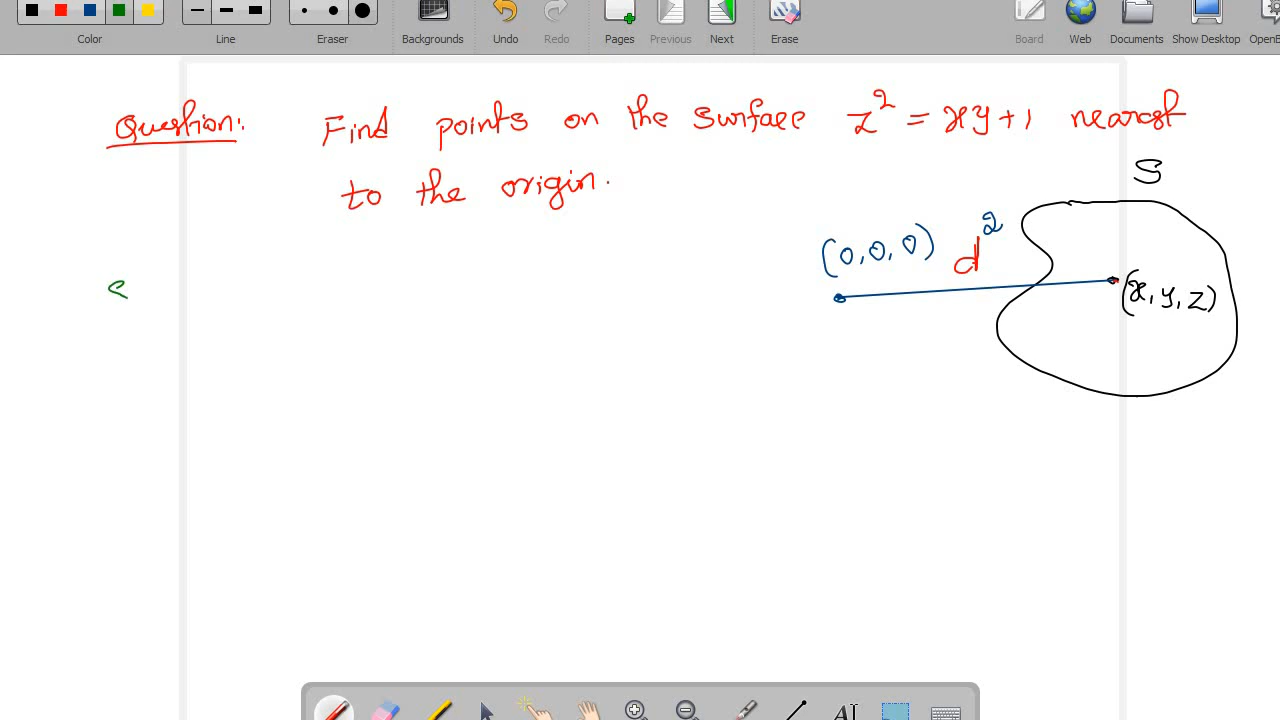 Color Line Eraser Backgrounds Undo Redo Pages Previous Next Erase Board Web Documents Show Desktop OpenE
Question: Find points on the surface z² = xy+1 nearest
to the origin.
S
(0,0,0) d²
(x, y, z)